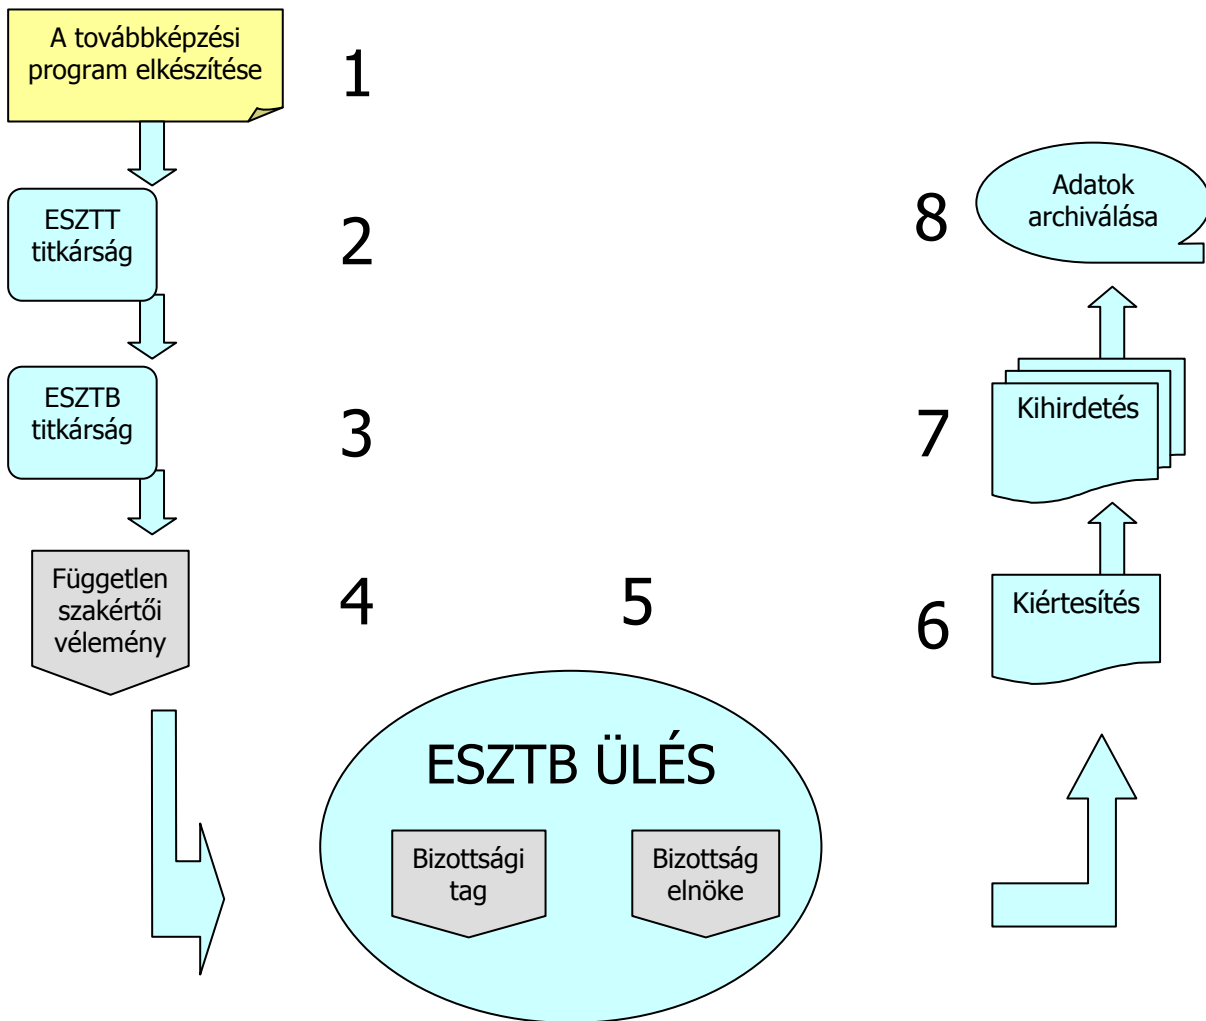 A továbbképzési
program elkészítése
1
ESZTT
titkárság
2
ESZTB
titkárság
3
Független
szakértői
vélemény
4
5
ESZTB ÜLÉS
Bizottsági
tag
Bizottság
elnöke
6
Kiértesítés
7
Kihirdetés
8
Adatok
archiválása